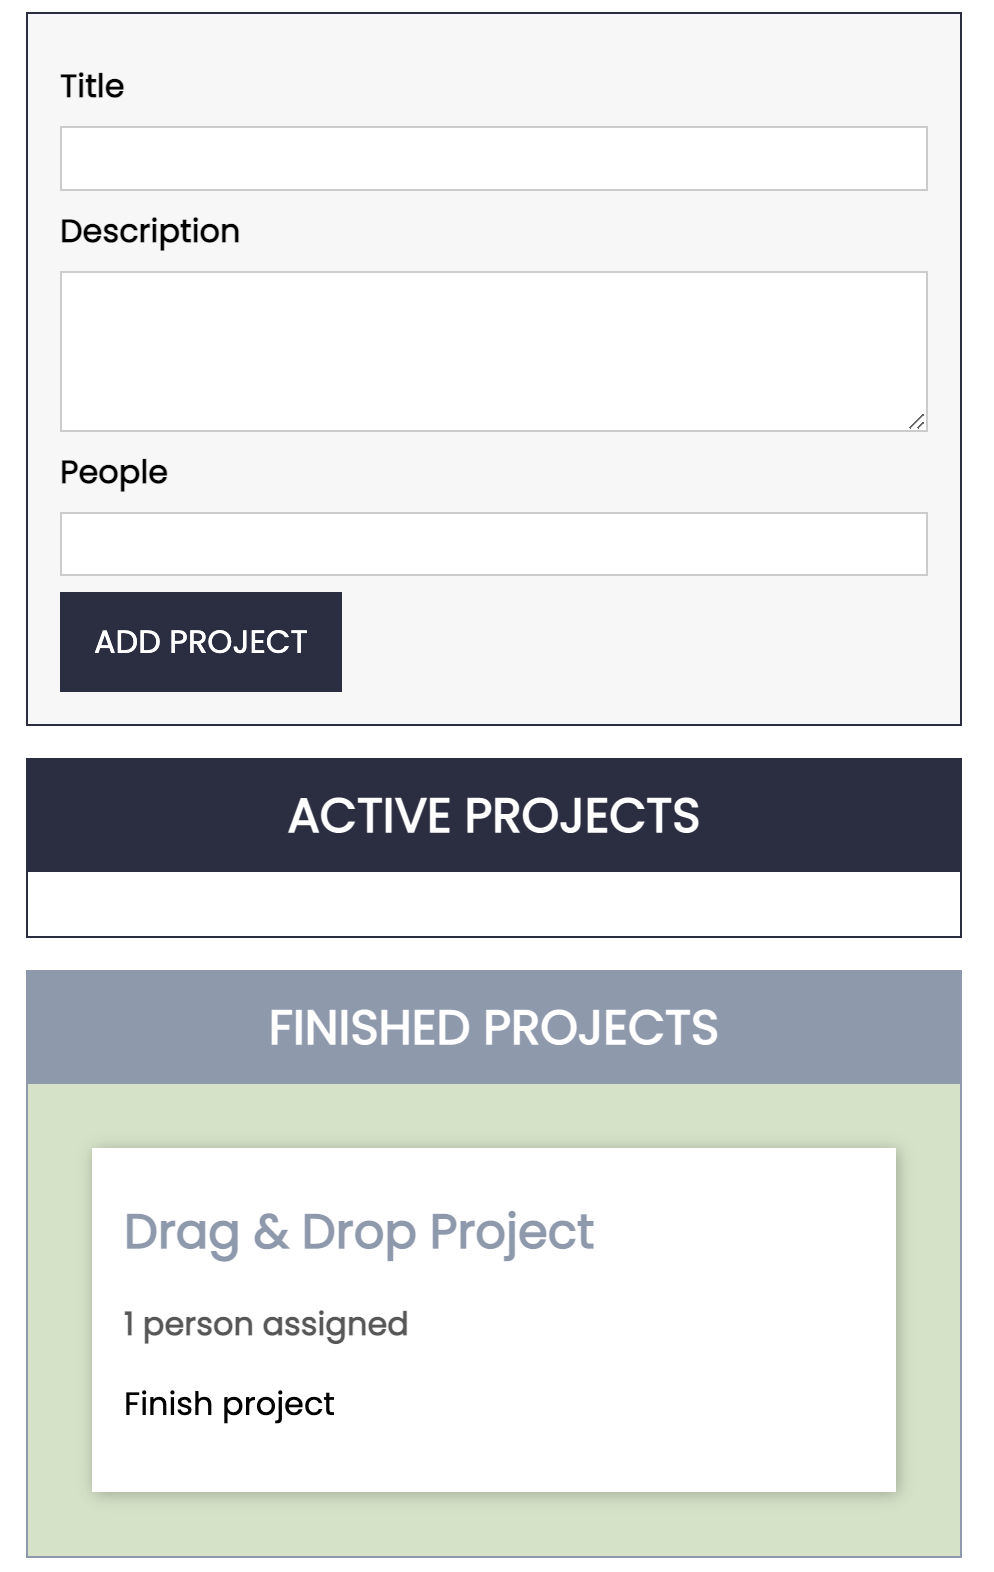 Title
Description
People
ADD PROJECT
ACTIVE PROJECTS
FINISHED PROJECTS
Drag & Drop Project
1 person assigned
Finish project